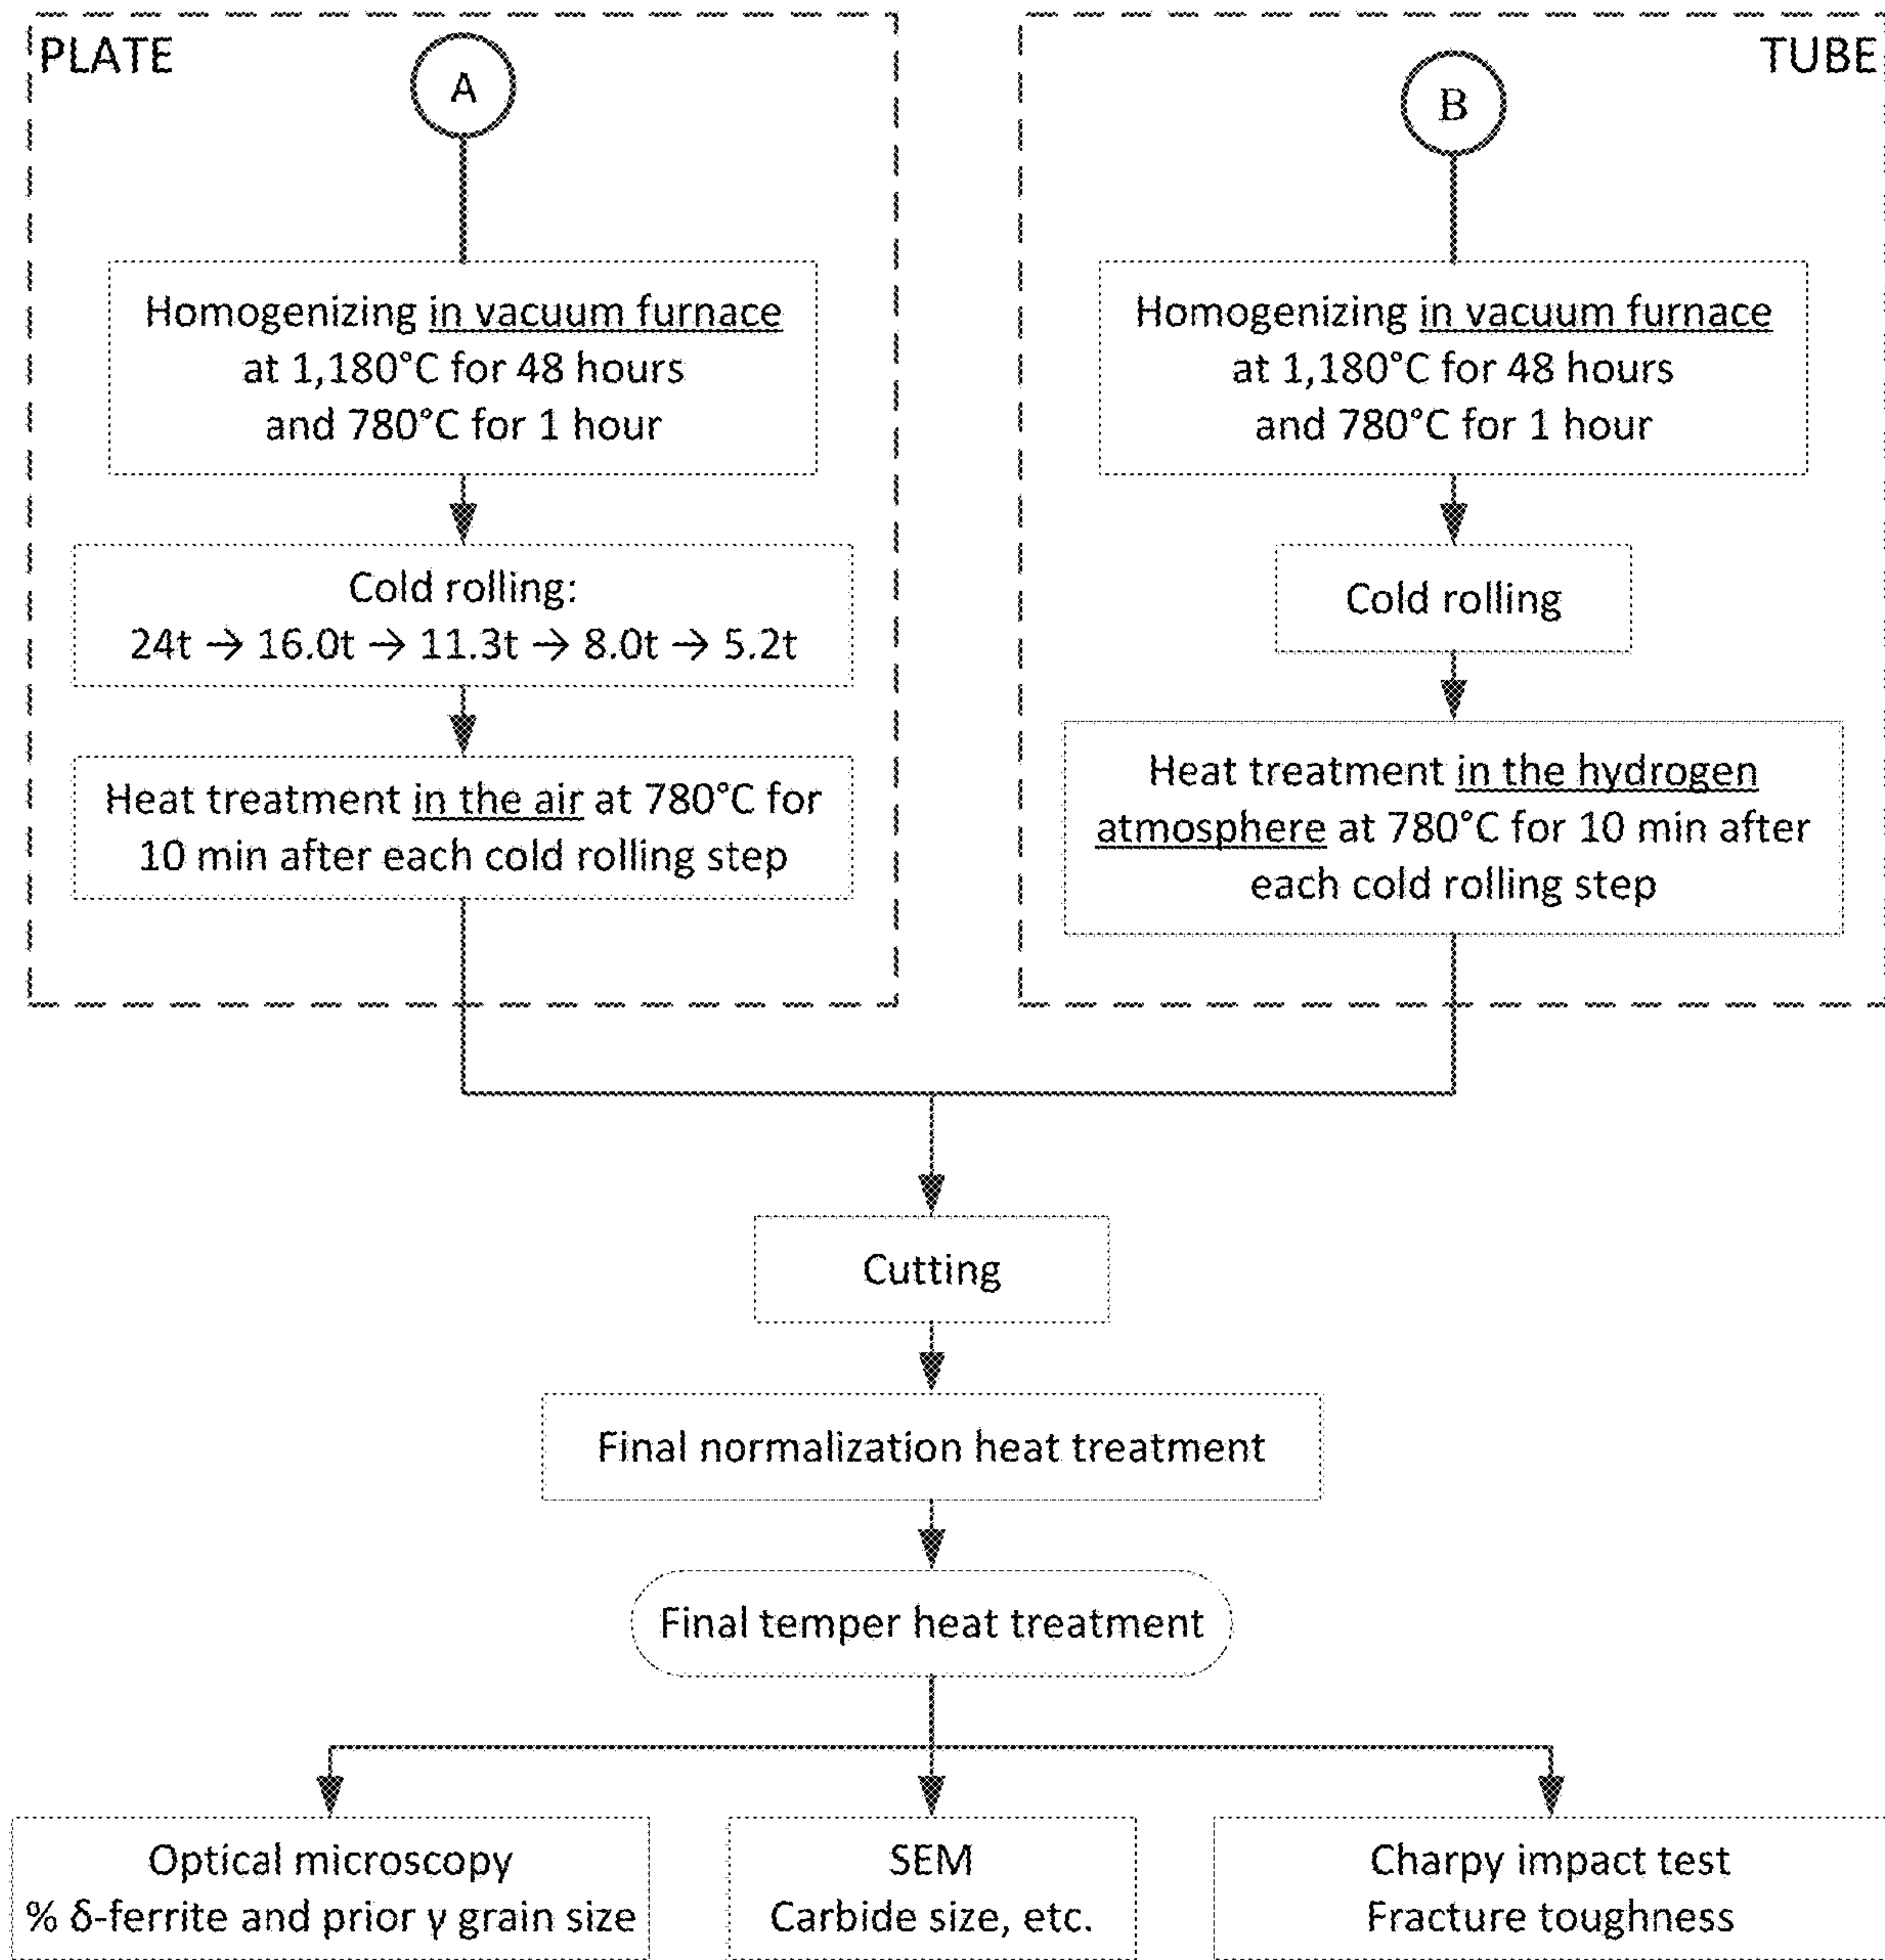 PLATE
A
Homogenizing in vacuum furnace
at 1,180°C for 48 hours
and 780°C for 1 hour
Cold rolling:
24t → 16.0t → 11.3t → 8.0t → 5.2t
Heat treatment in the air at 780°C for
10 min after each cold rolling step
TUBE
B
Homogenizing in vacuum furnace
at 1,180°C for 48 hours
and 780°C for 1 hour
Cold rolling
Heat treatment in the hydrogen
atmosphere at 780°C for 10 min after
each cold rolling step
Cutting
Final normalization heat treatment
Final temper heat treatment
Optical microscopy
% δ-ferrite and prior γ grain size
SEM
Carbide size, etc.
Charpy impact test
Fracture toughness